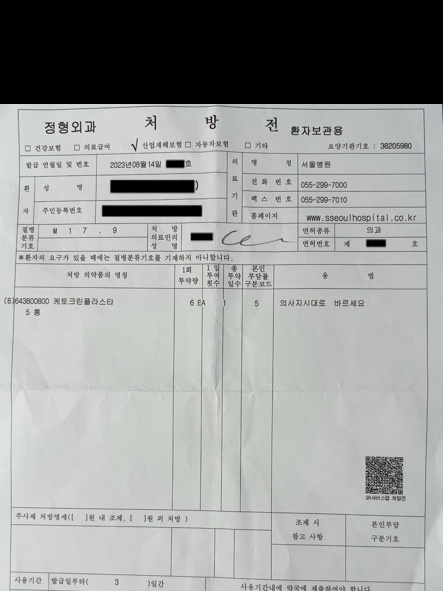 정형외과 처 방 전 환자보관용
□ 건강보험 □ 의료급여 √ 산업재해보험 □ 자동차보험 □ 기타 요양기관기호 : 38205980
발급 연월일 및 번호 2023년08월14일 호
의료기관 명 칭 서울병원
전 화 번 호 055-299-7000
팩 스 번 호 055-299-7010
홈페이지 www.sseoulhospital.co.kr
환자 성 명 )
주민등록번호
질병분류기호 M 1 7 . 9
처 방 의료인의 성 명
면허종류 의과
면허번호 제 호
※환자의 요구가 있을 때에는 질병분류기호를 기재하지 아니합니다.
처방 의약품의 명칭 1회 투약량 1일 투여 횟수 총 투약 일수 본인 부담률 구분코드 용 법
(8)643800800 케토크린플라스타 6 EA 1 5 의사지시대로 바르세요
5 통
QR서비스랩 처방전
주사제 처방명세([ ]원 내 조제, [ ]원 외 처방 )
조제 시 참고 사항
본인부담 구분기호
사용기간 발급일부터( 3 )일간 사용기간내에 약국에 제출하여야 합니다